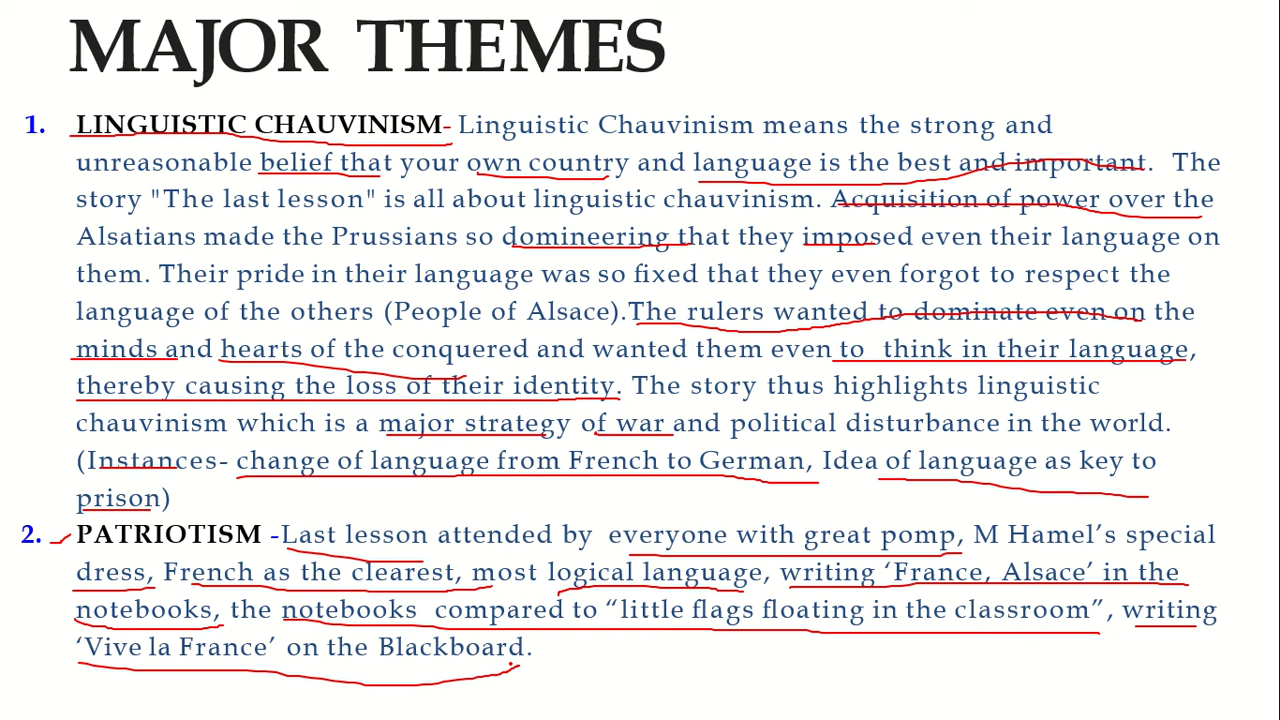 MAJOR THEMES
1. LINGUISTIC CHAUVINISM- Linguistic Chauvinism means the strong and
unreasonable belief that your own country and language is the best and important. The
story "The last lesson" is all about linguistic chauvinism. Acquisition of power over the
Alsatians made the Prussians so domineering that they imposed even their language on
them. Their pride in their language was so fixed that they even forgot to respect the
language of the others (People of Alsace).The rulers wanted to dominate even on the
minds and hearts of the conquered and wanted them even to think in their language,
thereby causing the loss of their identity. The story thus highlights linguistic
chauvinism which is a major strategy of war and political disturbance in the world.
(Instances- change of language from French to German, Idea of language as key to
prison)
2. PATRIOTISM -Last lesson attended by everyone with great pomp, M Hamel’s special
dress, French as the clearest, most logical language, writing ‘France, Alsace’ in the
notebooks, the notebooks compared to “little flags floating in the classroom”, writing
‘Vive la France’ on the Blackboard.